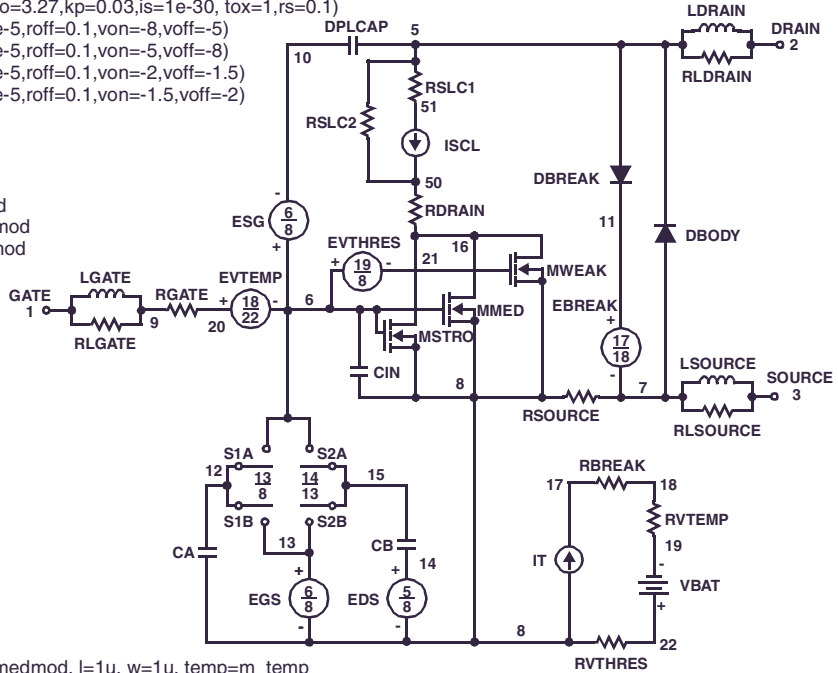 o=3.27,kp=0.03,is=1e-30, tox=1,rs=0.1)
e-5,roff=0.1,von=-8,voff=-5)
e-5,roff=0.1,von=-5,voff=-8)
e-5,roff=0.1,von=-2,voff=-1.5)
e-5,roff=0.1,von=-1.5,voff=-2)
d
mod
mod
LDRAIN
DPLCAP
5
DRAIN
2
10
RLDRAIN
RSLC1
51
RSLC2
ISCL
50
DBREAK
RDRAIN
ESG
6
8
-
+
11
DBODY
EVTHRES
16
21
+
19
8
-
MWEAK
LGATE
EVTEMP
GATE
1
RGATE
+
18
22
-
6
MMED
EBREAK
9
20
RLGATE
MSTRO
+
17
18
-
CIN
LSOURCE
8
7
SOURCE
3
RSOURCE
RLSOURCE
S1A
S2A
12
13
8
14
13
15
RBREAK
17
18
S1B
S2B
RVTEMP
13
CB
19
CA
14
IT
-
VBAT
+
+
EGS
6
8
-
+
EDS
5
8
-
8
22
RVTHRES
medmod, l=1u, w=1u, temp=m_temp